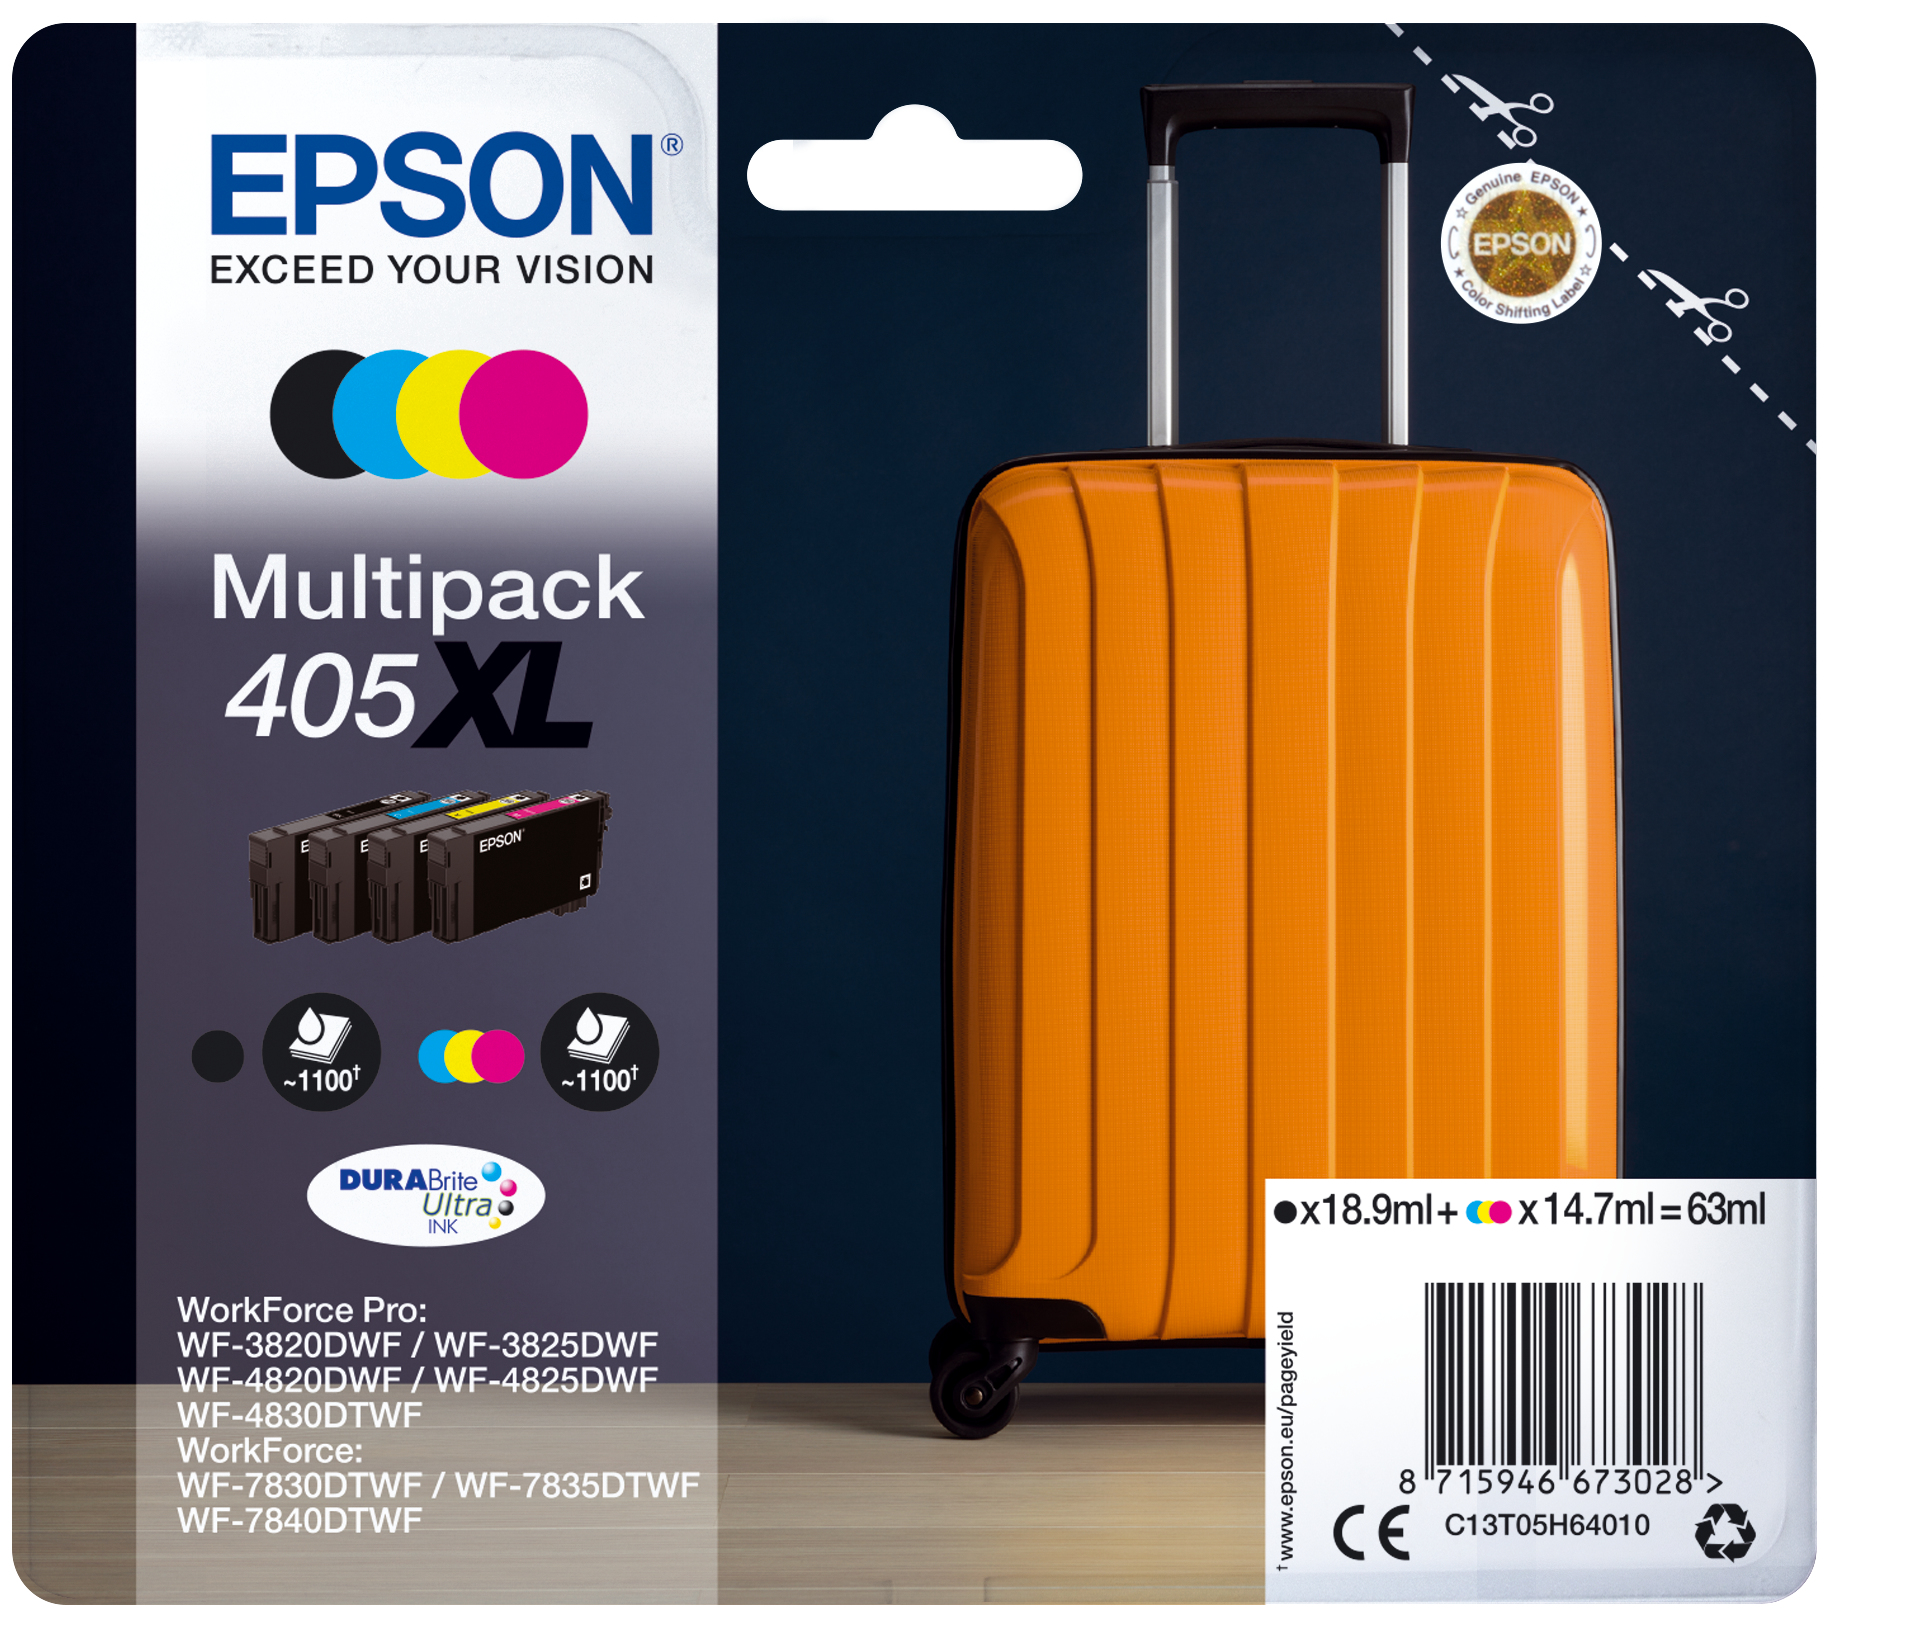 EPSON®
EXCEED YOUR VISION
Multipack
405XL
EPSON
~1100†
~1100†
DURABrite
Ultra
INK
WorkForce Pro:
WF-3820DWF / WF-3825DWF
WF-4820DWF / WF-4825DWF
WF-4830DTWF
WorkForce:
WF-7830DTWF / WF-7835DTWF
WF-7840DTWF
Genuine EPSON
EPSON
Color Shifting Label
x18.9ml+ x14.7ml=63ml
† www.epson.eu/pageyield
8 715946 673028 >
CE C13T05H64010